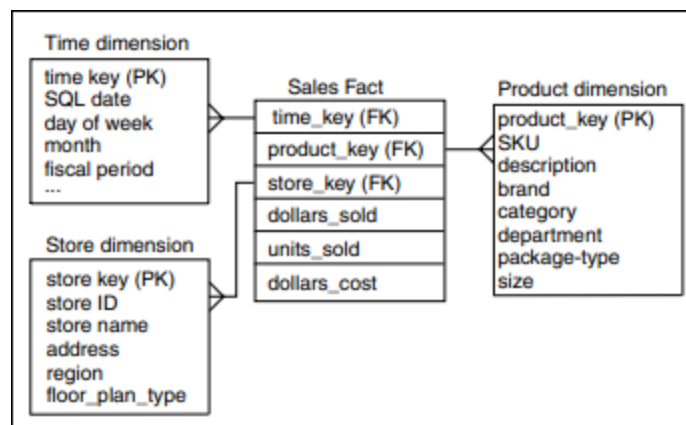 Time dimension
time key (PK)
SQL date
day of week
month
fiscal period
...
Sales Fact
time_key (FK)
product_key (FK)
store_key (FK)
dollars_sold
units_sold
dollars_cost
Product dimension
product_key (PK)
SKU
description
brand
category
department
package-type
size
Store dimension
store key (PK)
store ID
store name
address
region
floor_plan_type